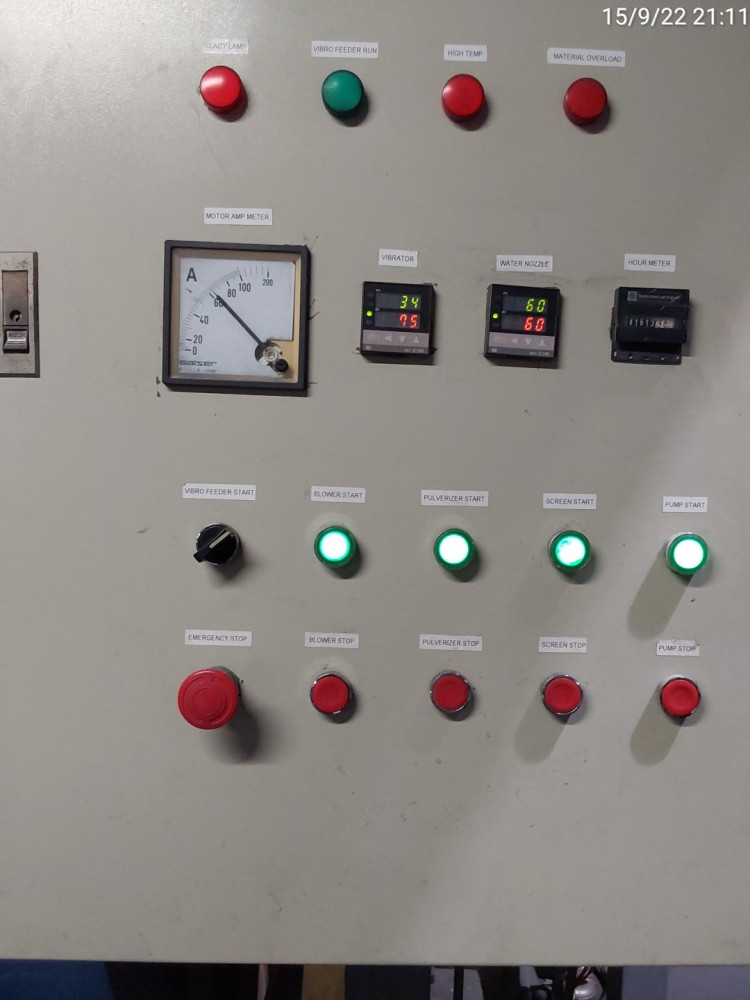 15/9/22 21:11
READY LAMP
VIBRO FEEDER RUN
HIGH TEMP
MATERIAL OVERLOAD
MOTOR AMP METER
VIBRATOR
WATER NOZZLE
HOUR METER
A
0
20
40
60
80
100
200
34
75
60
60
VIBRO FEEDER START
BLOWER START
PULVERIZER START
SCREEN START
PUMP START
EMERGENCY STOP
BLOWER STOP
PULVERIZER STOP
SCREEN STOP
PUMP STOP